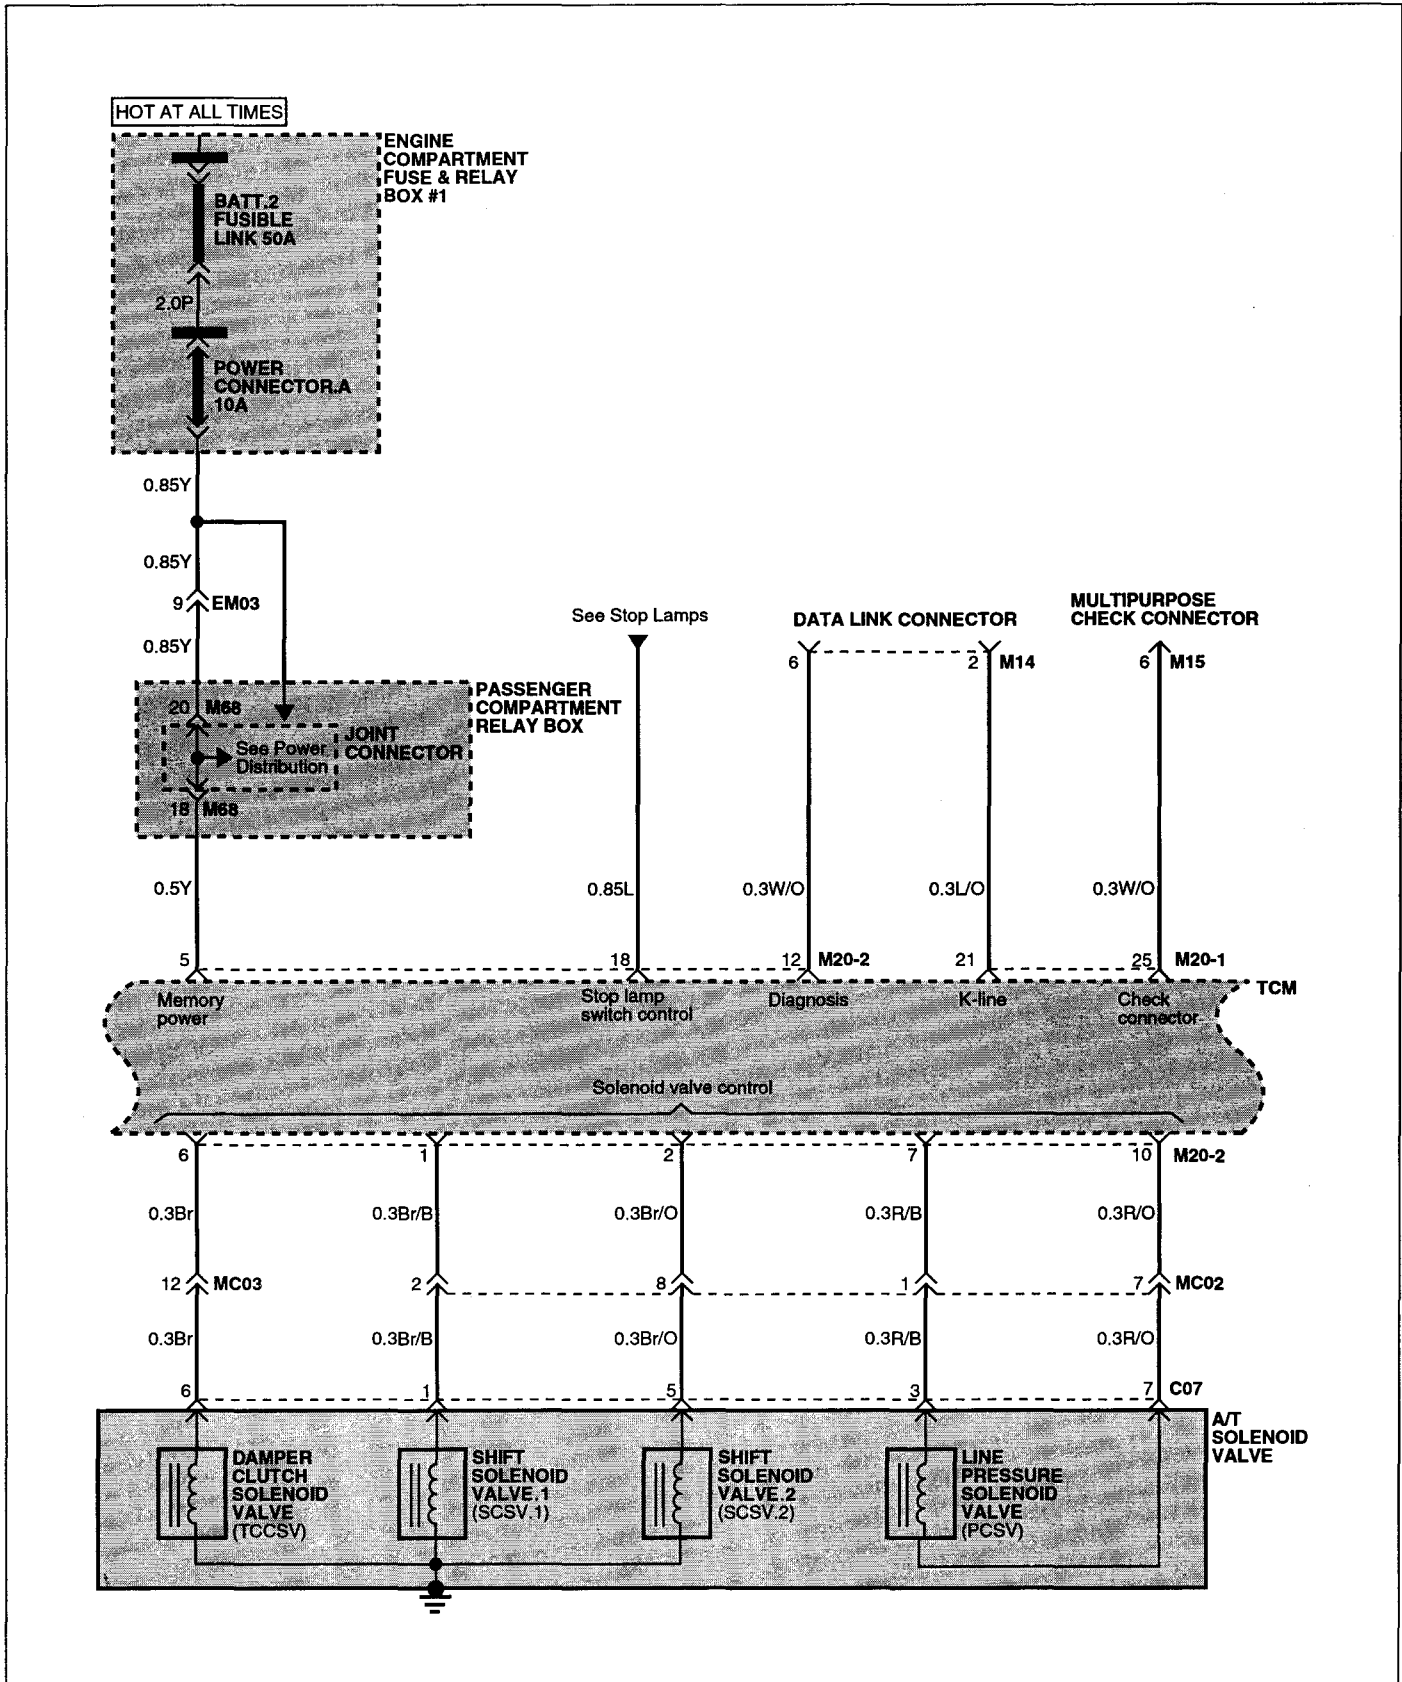 HOT AT ALL TIMES
ENGINE
COMPARTMENT
FUSE & RELAY
BOX #1
BATT.2
FUSIBLE
LINK 50A
2.0P
POWER
CONNECTOR.A
10A
0.85Y
0.85Y
9 EM03
0.85Y
See Stop Lamps
DATA LINK CONNECTOR
MULTIPURPOSE
CHECK CONNECTOR
6
2 M14
6 M15
PASSENGER
COMPARTMENT
RELAY BOX
20 M68
JOINT
CONNECTOR
See Power
Distribution
18 M68
0.5Y
0.85L
0.3W/O
0.3L/O
0.3W/O
5
18
12 M20-2
21
25 M20-1
TCM
Memory
power
Stop lamp
switch control
Diagnosis
K-line
Check
connector
Solenoid valve control
6
1
2
7
10 M20-2
0.3Br
0.3Br/B
0.3Br/O
0.3R/B
0.3R/O
12 MC03
2
8
1
7 MC02
0.3Br
0.3Br/B
0.3Br/O
0.3R/B
0.3R/O
6
1
5
3
7 C07
A/T
SOLENOID
VALVE
DAMPER
CLUTCH
SOLENOID
VALVE
(TCCSV)
SHIFT
SOLENOID
VALVE.1
(SCSV.1)
SHIFT
SOLENOID
VALVE.2
(SCSV.2)
LINE
PRESSURE
SOLENOID
VALVE
(PCSV)